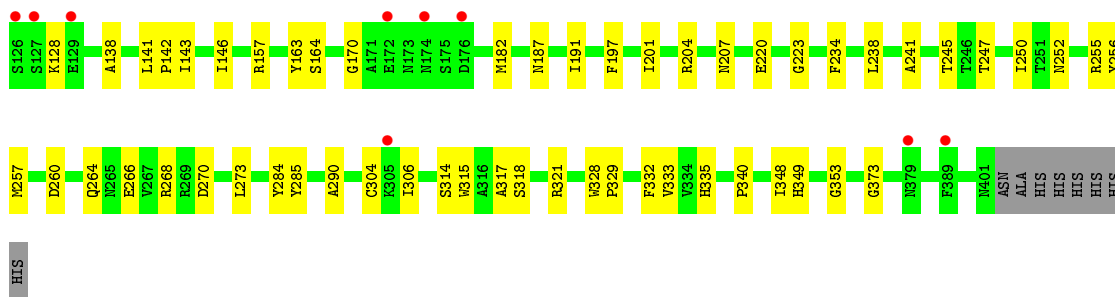 S126 S127 K128 E129 A138 L141 P142 I143 I146 R157 Y163 S164 G170 A171 E172 N173 N174 S175 D176 M182 N187 I191 F197 I201 R204 N207 E220 G223 F234 L238 A241 T245 T246 T247 I250 T251 N252 R255 Y256
M257 D260 Q264 N265 E266 V267 R268 R269 D270 L273 Y284 Y285 A290 C304 K305 I306 S314 W315 A316 A317 S318 R321 W328 P329 F332 V333 V334 H335 P340 I348 H349 G353 G373 N379 F389 N401 ASN ALA HIS HIS HIS HIS HIS
HIS